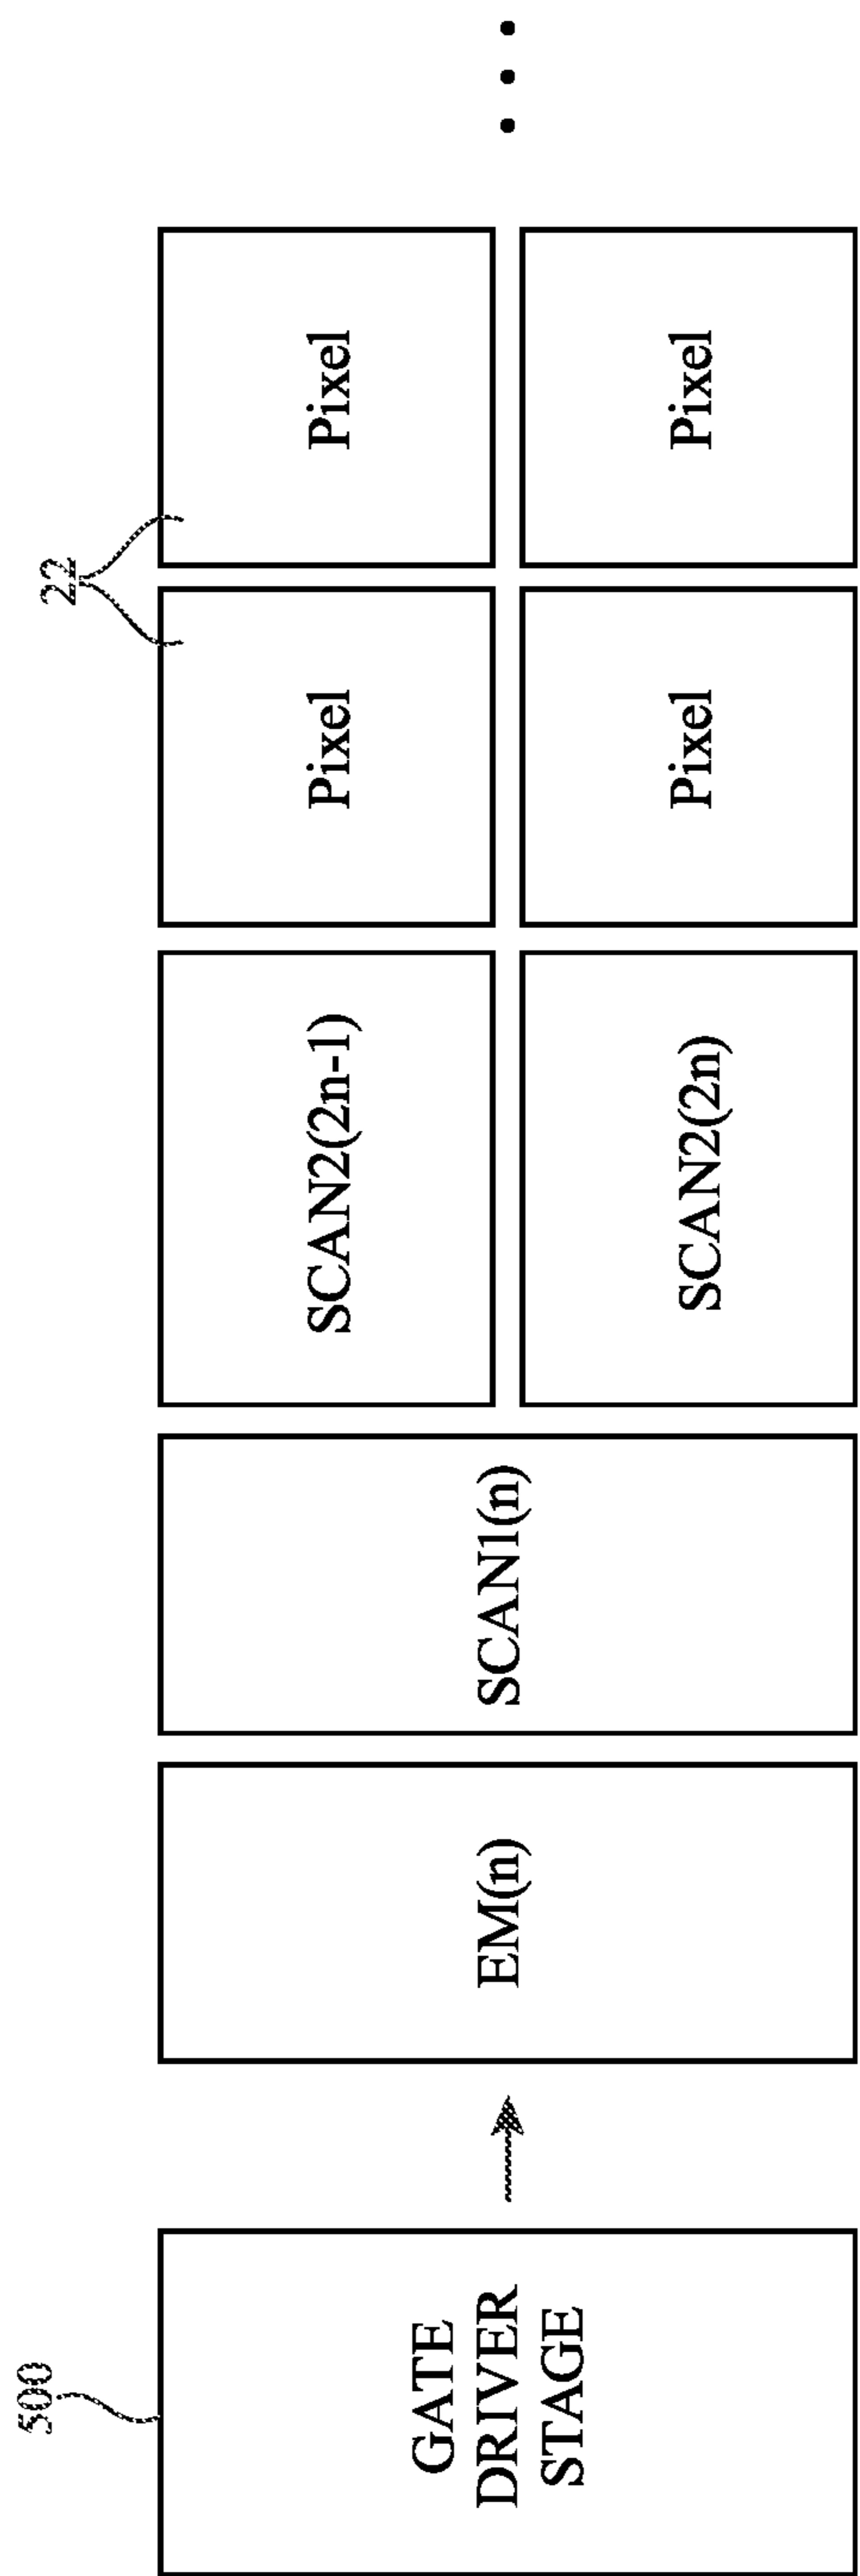 500
GATE
DRIVER
STAGE
EM(n)
SCAN1(n)
SCAN2(2n-1)
SCAN2(2n)
22
Pixel
Pixel
Pixel
Pixel